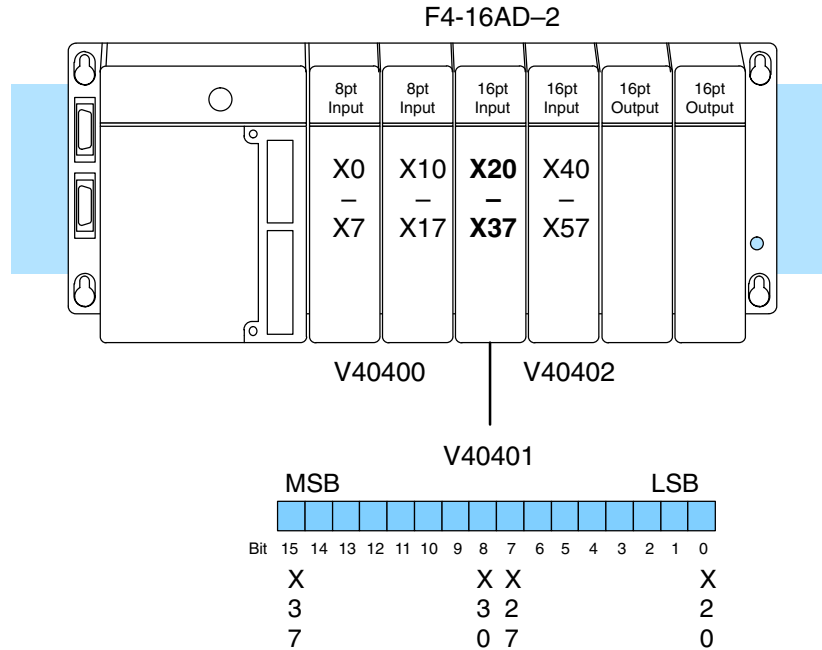 F4-16AD–2
8pt Input
8pt Input
16pt Input
16pt Input
16pt Output
16pt Output
X0 – X7
X10 – X17
X20 – X37
X40 – X57
V40400
V40402
V40401
MSB
LSB
Bit 15 14 13 12 11 10 9 8 7 6 5 4 3 2 1 0
X X X X
3 3 2 2
7 0 7 0